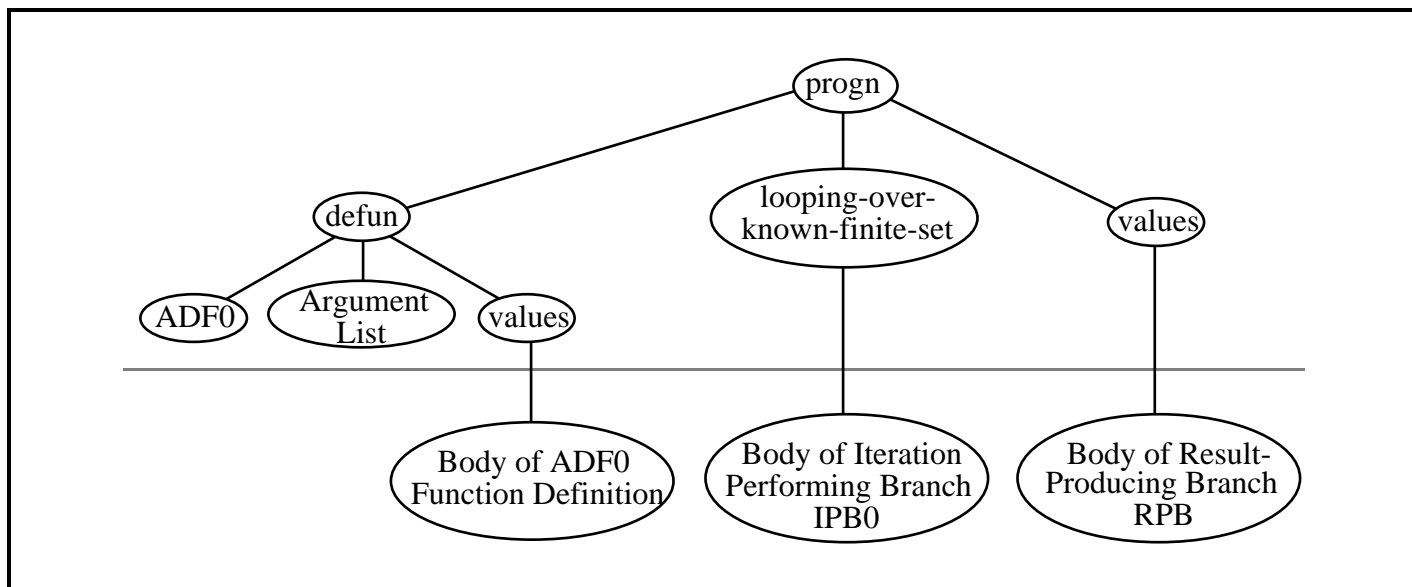 progn
defun
looping-over-
known-finite-set
values
ADF0
Argument
List
values
Body of ADF0
Function Definition
Body of Iteration
Performing Branch
IPB0
Body of Result-
Producing Branch
RPB